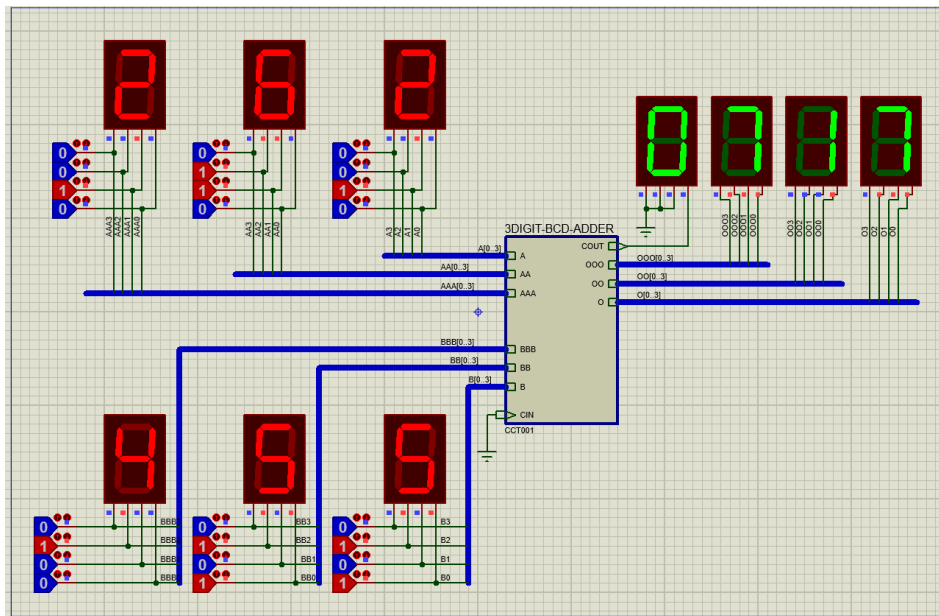 2 6 2
0 7 1 7
0 0 0
0 1 0
1 1 1
0 0 0
AAA3 AAA2 AAA1 AAA0
AA3 AA2 AA1 AA0
A3 A2 A1 A0
OOO3 OOO2 OOO1 OOO0
OO3 OO2 OO1 OO0
O3 O2 O1 O0
3DIGIT-BCD-ADDER
A[0..3] A COUT
AA[0..3] AA OOO OOO[0..3]
AAA[0..3] AAA OO OO[0..3]
O O[0..3]
BBB[0..3] BBB
BB[0..3] BB
B[0..3] B
CIN
CCT001
4 5 5
0 BBB 0 BB3 0 B3
1 BBB 1 BB2 1 B2
0 BBB 0 BB1 0 B1
0 BBB 1 BB0 1 B0